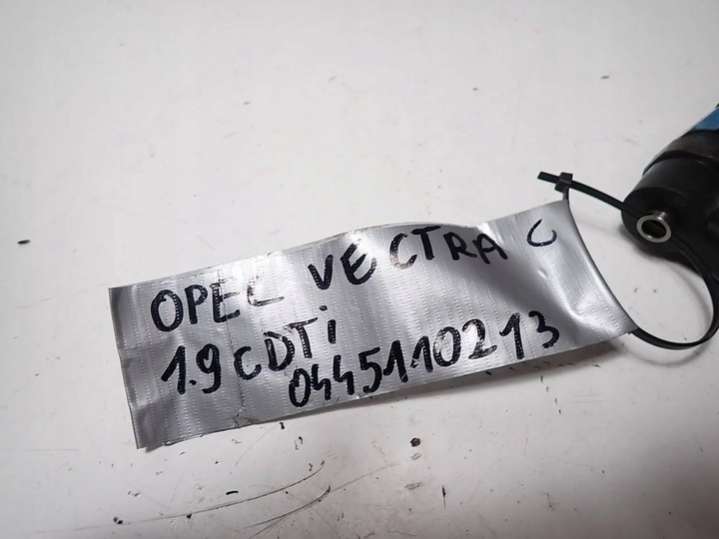 OPEL VECTRA C
1.9 CDTi
0445110213